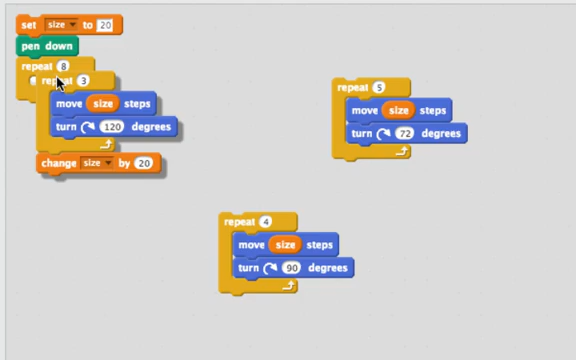 set size to 20
pen down
repeat 8
repeat 3
move size steps
turn 120 degrees
change size by 20
repeat 5
move size steps
turn 72 degrees
repeat 4
move size steps
turn 90 degrees